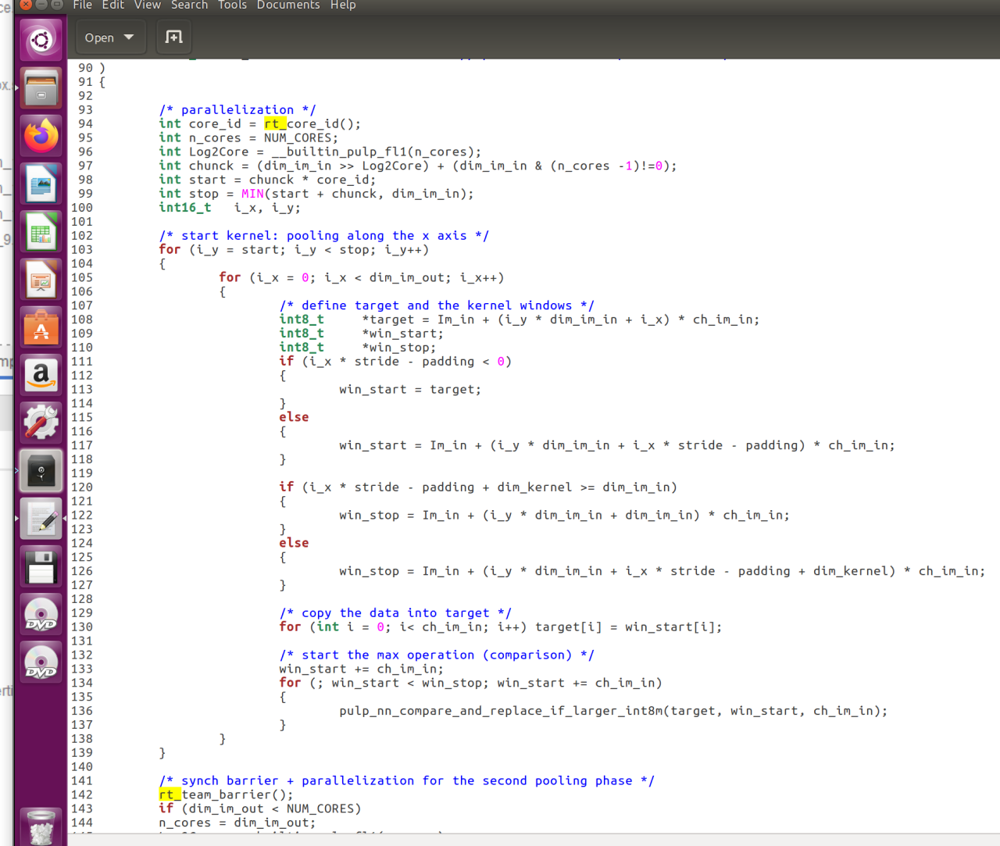 File Edit View Search Tools Documents Help
Open
90 )
91 {
92
93 /* parallelization */
94 int core_id = rt_core_id();
95 int n_cores = NUM_CORES;
96 int Log2Core = __builtin_pulp_fl1(n_cores);
97 int chunck = (dim_im_in >> Log2Core) + (dim_im_in & (n_cores -1)!=0);
98 int start = chunck * core_id;
99 int stop = MIN(start + chunck, dim_im_in);
100 int16_t i_x, i_y;
101
102 /* start kernel: pooling along the x axis */
103 for (i_y = start; i_y < stop; i_y++)
104 {
105 for (i_x = 0; i_x < dim_im_out; i_x++)
106 {
107 /* define target and the kernel windows */
108 int8_t *target = Im_in + (i_y * dim_im_in + i_x) * ch_im_in;
109 int8_t *win_start;
110 int8_t *win_stop;
111 if (i_x * stride - padding < 0)
112 {
113 win_start = target;
114 }
115 else
116 {
117 win_start = Im_in + (i_y * dim_im_in + i_x * stride - padding) * ch_im_in;
118 }
119
120 if (i_x * stride - padding + dim_kernel >= dim_im_in)
121 {
122 win_stop = Im_in + (i_y * dim_im_in + dim_im_in) * ch_im_in;
123 }
124 else
125 {
126 win_stop = Im_in + (i_y * dim_im_in + i_x * stride - padding + dim_kernel) * ch_im_in;
127 }
128
129 /* copy the data into target */
130 for (int i = 0; i< ch_im_in; i++) target[i] = win_start[i];
131
132 /* start the max operation (comparison) */
133 win_start += ch_im_in;
134 for (; win_start < win_stop; win_start += ch_im_in)
135 {
136 pulp_nn_compare_and_replace_if_larger_int8m(target, win_start, ch_im_in);
137 }
138 }
139 }
140
141 /* synch barrier + parallelization for the second pooling phase */
142 rt_team_barrier();
143 if (dim_im_out < NUM_CORES)
144 n_cores = dim_im_out;